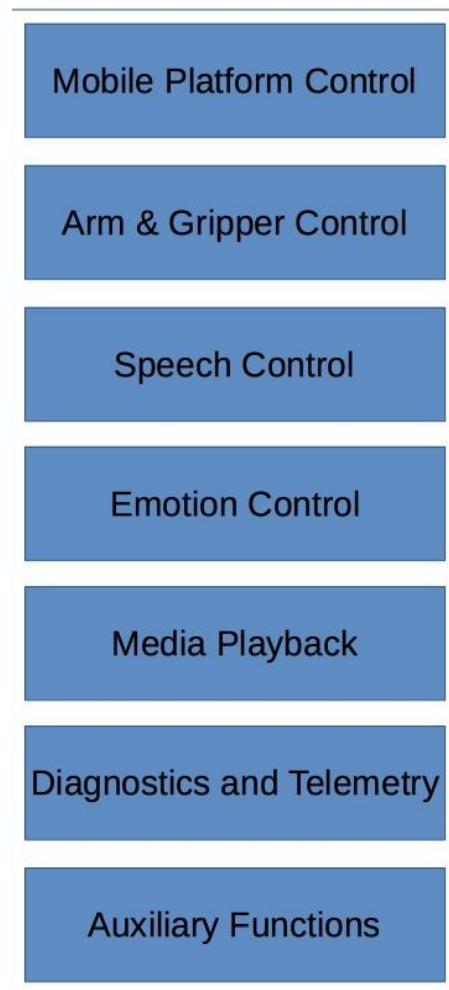 Mobile Platform Control
Arm & Gripper Control
Speech Control
Emotion Control
Media Playback
Diagnostics and Telemetry
Auxiliary Functions